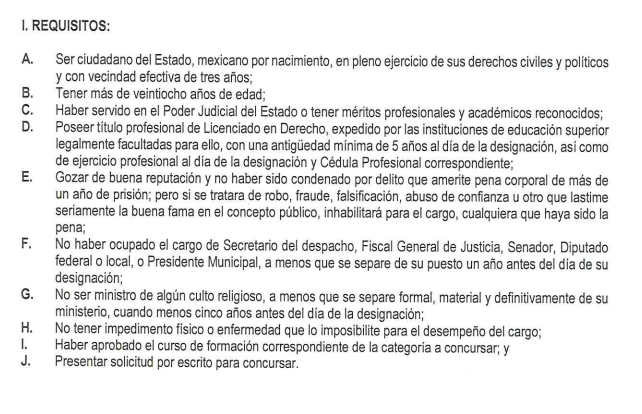 I. REQUISITOS:
A. Ser ciudadano del Estado, mexicano por nacimiento, en pleno ejercicio de sus derechos civiles y políticos
y con vecindad efectiva de tres años;
B. Tener más de veintiocho años de edad;
C. Haber servido en el Poder Judicial del Estado o tener méritos profesionales y académicos reconocidos;
D. Poseer título profesional de Licenciado en Derecho, expedido por las instituciones de educación superior
legalmente facultadas para ello, con una antigüedad mínima de 5 años al día de la designación, así como
de ejercicio profesional al día de la designación y Cédula Profesional correspondiente;
E. Gozar de buena reputación y no haber sido condenado por delito que amerite pena corporal de más de
un año de prisión; pero si se tratara de robo, fraude, falsificación, abuso de confianza u otro que lastime
seriamente la buena fama en el concepto público, inhabilitará para el cargo, cualquiera que haya sido la
pena;
F. No haber ocupado el cargo de Secretario del despacho, Fiscal General de Justicia, Senador, Diputado
federal o local, o Presidente Municipal, a menos que se separe de su puesto un año antes del día de su
designación;
G. No ser ministro de algún culto religioso, a menos que se separe formal, material y definitivamente de su
ministerio, cuando menos cinco años antes del día de la designación;
H. No tener impedimento físico o enfermedad que lo imposibilite para el desempeño del cargo;
I. Haber aprobado el curso de formación correspondiente de la categoría a concursar; y
J. Presentar solicitud por escrito para concursar.